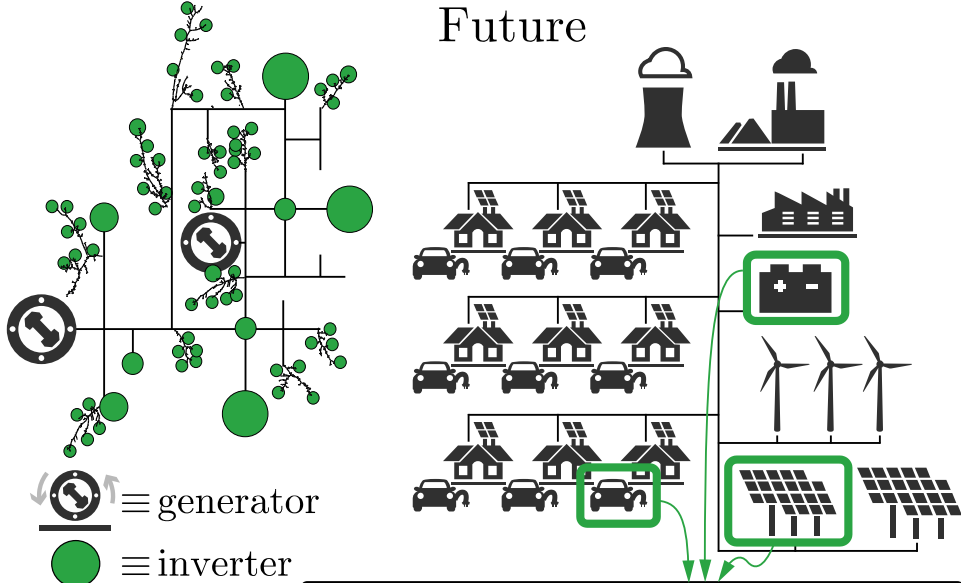 Future
≡ generator
≡ inverter